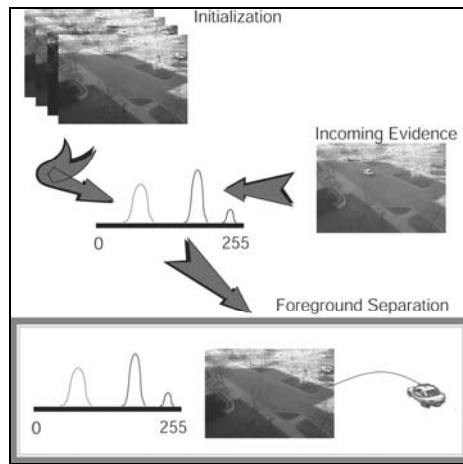 Initialization
Incoming Evidence
0 255
Foreground Separation
0 255